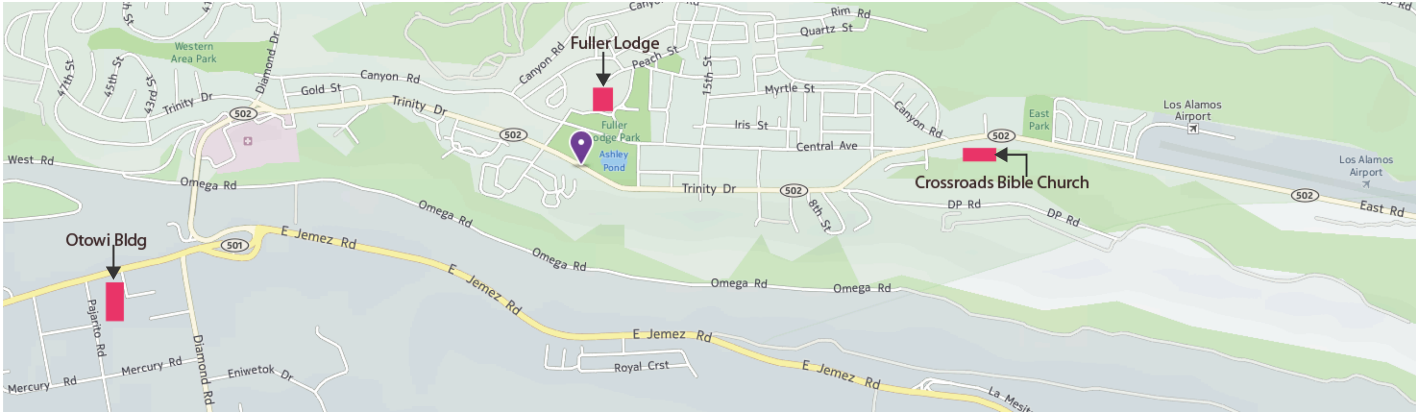 Canyon
Rim Rd
Quartz St
47th St
45th St
43rd
Western
Area Park
Diamond Dr
Canyon Rd
Fuller Lodge
Peach St
15th St
Canyon Rd
Gold St
Trinity Dr
502
Trinity Dr
502
Myrtle St
Canyon Rd
Iris St
Central Ave
Fuller
Lodge Park
Ashley
Pond
502
East
Park
Los Alamos
Airport
Los Alamos
Airport
Crossroads Bible Church
West Rd
Omega Rd
Trinity Dr
502
8th St
DP Rd
DP Rd
502
East Rd
Omega Rd
Otowi Bldg
501
E Jemez Rd
Omega Rd
Omega Rd
Omega Rd
E Jemez Rd
Pajarito Rd
Diamond Rd
E Jemez Rd
Mercury Rd
Mercury Rd
Eniwetok Dr
Royal Crst
E Jemez Rd
La Mesit